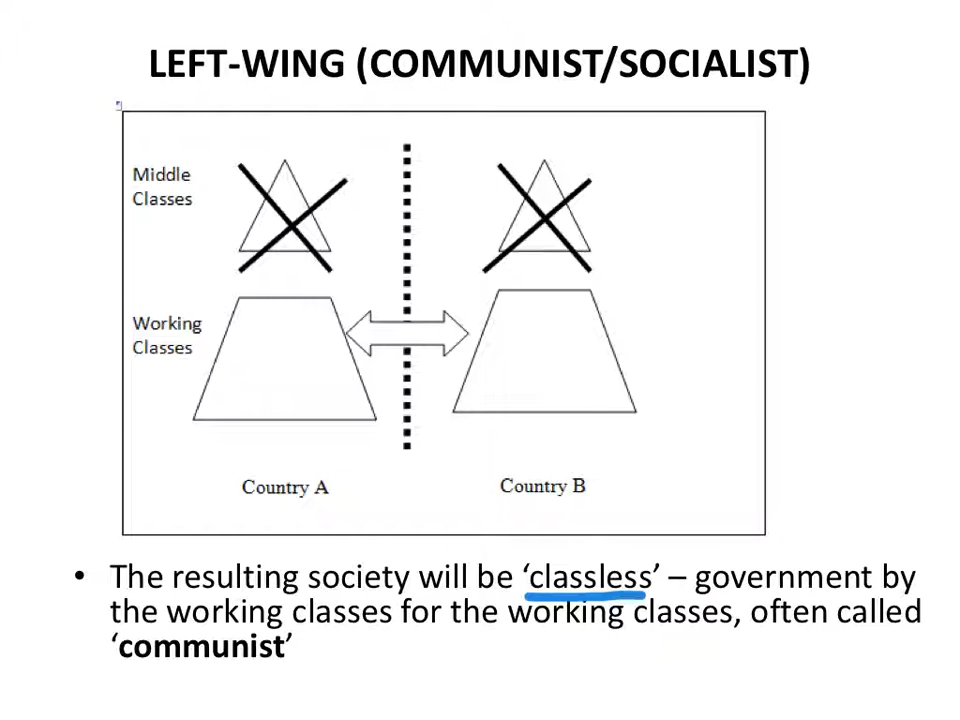 LEFT-WING (COMMUNIST/SOCIALIST)
Middle
Classes
Working
Classes
Country A
Country B
• The resulting society will be ‘classless’ – government by
the working classes for the working classes, often called
‘communist’